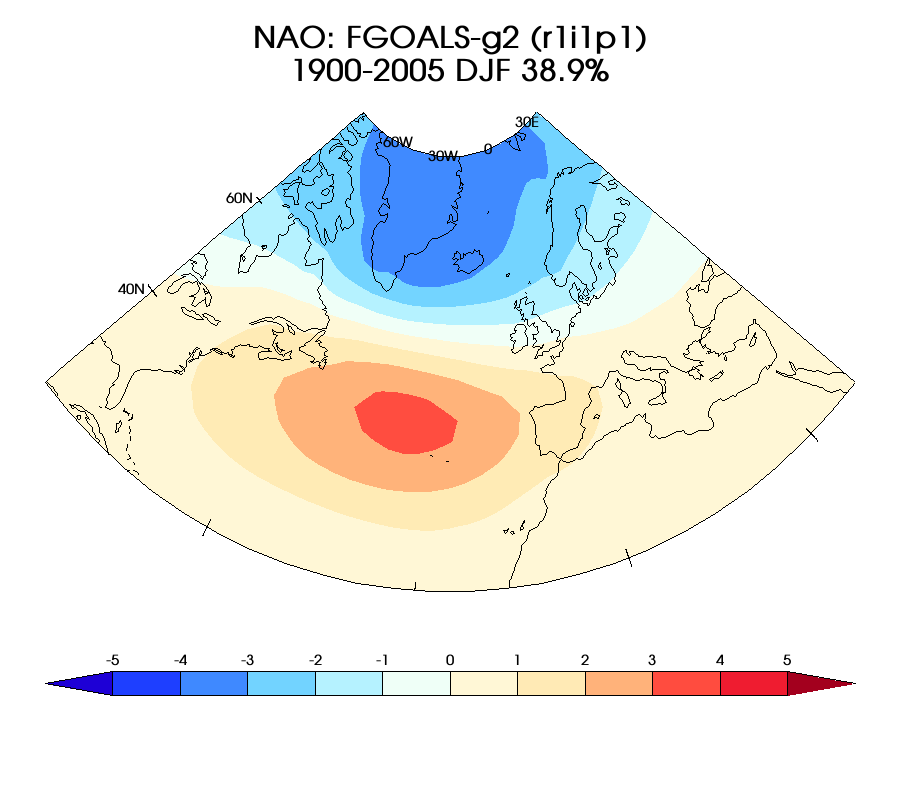 NAO: FGOALS-g2 (r1i1p1)
1900-2005 DJF 38.9%
30E
60W
30W
0
60N
40N
-5 -4 -3 -2 -1 0 1 2 3 4 5